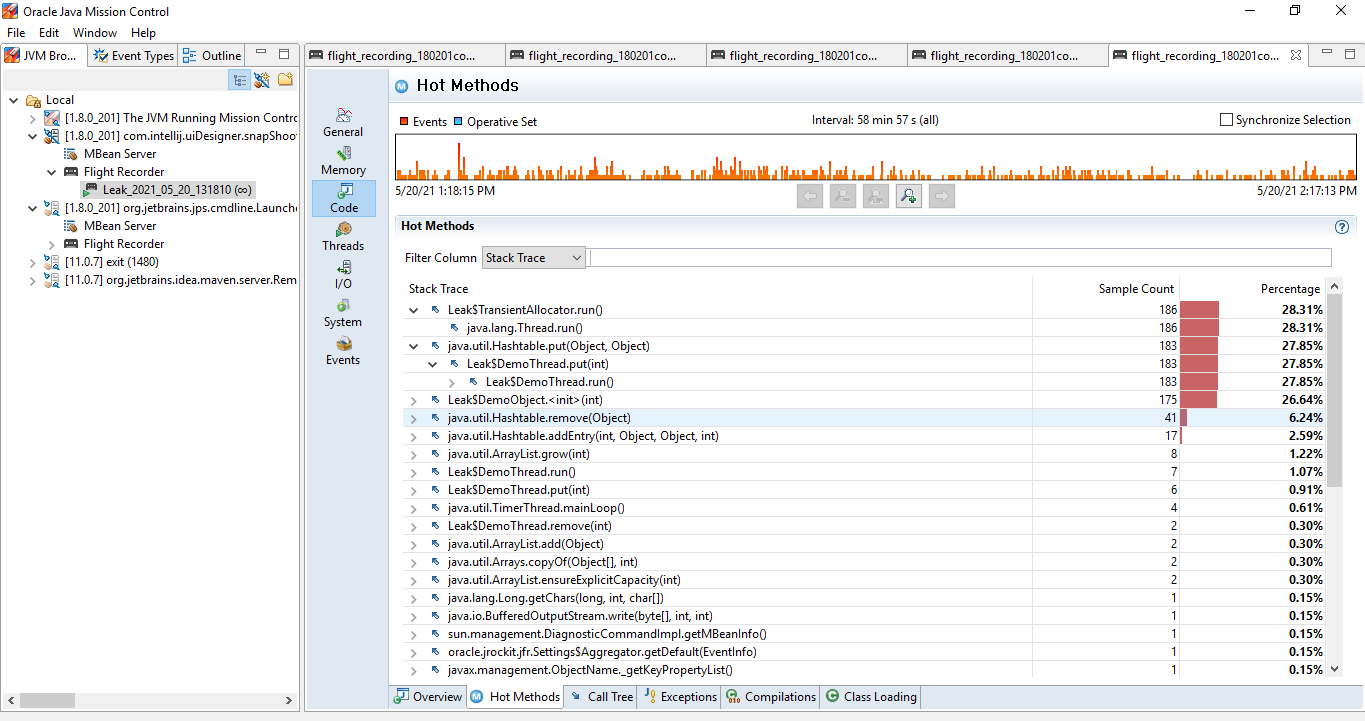 Oracle Java Mission Control
File Edit Window Help
JVM Bro... Event Types Outline
Local
[1.8.0_201] The JVM Running Mission Contro
[1.8.0_201] com.intellij.uiDesigner.snapShoo
MBean Server
Flight Recorder
Leak_2021_05_20_131810 (∞)
[1.8.0_201] org.jetbrains.jps.cmdline.Launche
MBean Server
Flight Recorder
[11.0.7] exit (1480)
[11.0.7] org.jetbrains.idea.maven.server.Rem
flight_recording_180201co... flight_recording_180201co... flight_recording_180201co... flight_recording_180201co... flight_recording_180201co...
General
Memory
Code
Threads
I/O
System
Events
Hot Methods
Events Operative Set Interval: 58 min 57 s (all) Synchronize Selection
5/20/21 1:18:15 PM 5/20/21 2:17:13 PM
Hot Methods
Filter Column Stack Trace
Stack Trace Sample Count Percentage
Leak$TransientAllocator.run() 186 28.31%
java.lang.Thread.run() 186 28.31%
java.util.Hashtable.put(Object, Object) 183 27.85%
Leak$DemoThread.put(int) 183 27.85%
Leak$DemoThread.run() 183 27.85%
Leak$DemoObject.<init>(int) 175 26.64%
java.util.Hashtable.remove(Object) 41 6.24%
java.util.Hashtable.addEntry(int, Object, Object, int) 17 2.59%
java.util.ArrayList.grow(int) 8 1.22%
Leak$DemoThread.run() 7 1.07%
Leak$DemoThread.put(int) 6 0.91%
java.util.TimerThread.mainLoop() 4 0.61%
Leak$DemoThread.remove(int) 2 0.30%
java.util.ArrayList.add(Object) 2 0.30%
java.util.Arrays.copyOf(Object[], int) 2 0.30%
java.util.ArrayList.ensureExplicitCapacity(int) 2 0.30%
java.lang.Long.getChars(long, int, char[]) 1 0.15%
java.io.BufferedOutputStream.write(byte[], int, int) 1 0.15%
sun.management.DiagnosticCommandImpl.getMBeanInfo() 1 0.15%
oracle.jrockit.jfr.Settings$Aggregator.getDefault(EventInfo) 1 0.15%
javax.management.ObjectName._getKeyPropertyList() 1 0.15%
Overview Hot Methods Call Tree Exceptions Compilations Class Loading